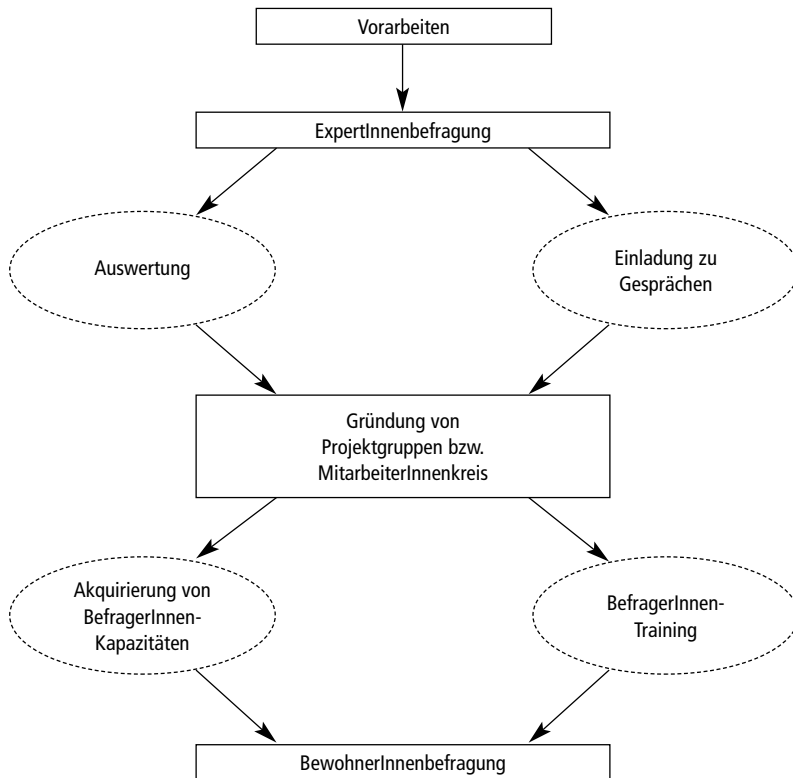 Vorarbeiten
ExpertInnenbefragung
Auswertung
Einladung zu
Gesprächen
Gründung von
Projektgruppen bzw.
MitarbeiterInnenkreis
Akquirierung von
BefragerInnen-
Kapazitäten
BefragerInnen-
Training
BewohnerInnenbefragung